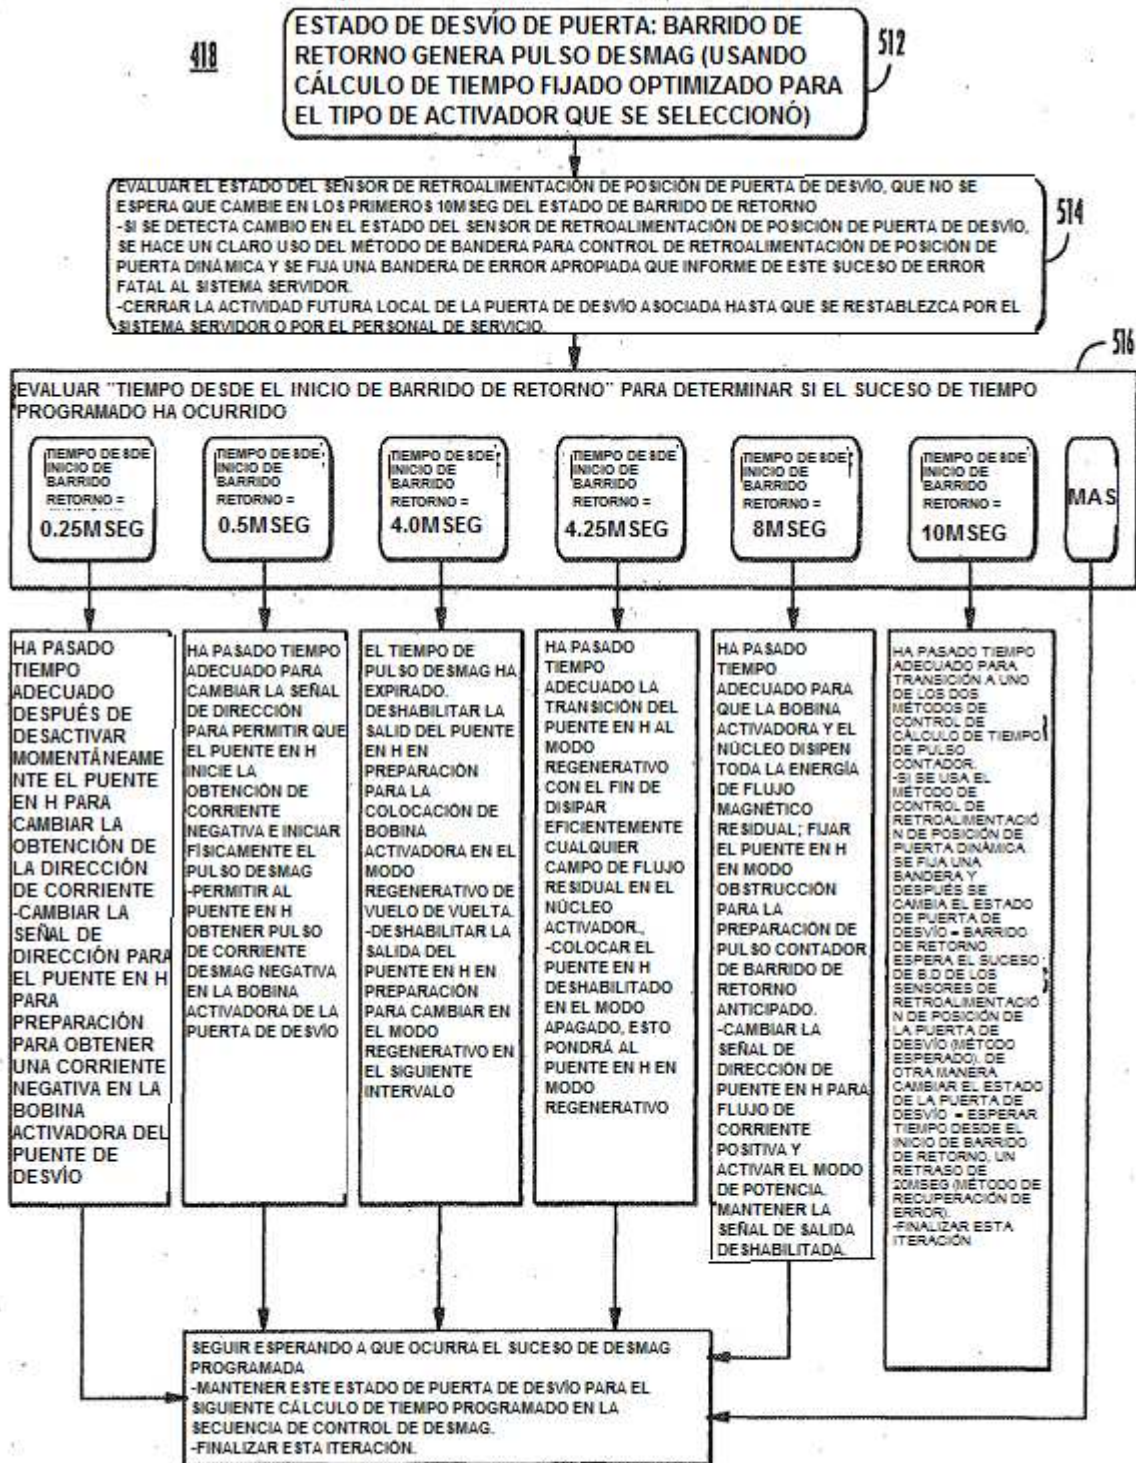 418
ESTADO DE DESVÍO DE PUERTA: BARRIDO DE
RETORNO GENERA PULSO DESMAG (USANDO
CÁLCULO DE TIEMPO FIJADO OPTIMIZADO PARA
EL TIPO DE ACTIVADOR QUE SE SELECCIONÓ)
512
EVALUAR EL ESTADO DEL SENSOR DE RETROALIMENTACIÓN DE POSICIÓN DE PUERTA DE DESVÍO, QUE NO SE
ESPERA QUE CAMBIE EN LOS PRIMEROS 10MSEG DEL ESTADO DE BARRIDO DE RETORNO
-SI SE DETECTA CAMBIO EN EL ESTADO DEL SENSOR DE RETROALIMENTACIÓN DE POSICIÓN DE PUERTA DE DESVÍO,
SE HACE UN CLARO USO DEL MÉTODO DE BANDERA PARA CONTROL DE RETROALIMENTACIÓN DE POSICIÓN DE
PUERTA DINÁMICA Y SE FIJA UNA BANDERA DE ERROR APROPIADA QUE INFORME DE ESTE SUCESO DE ERROR
FATAL AL SISTEMA SERVIDOR.
-CERRAR LA ACTIVIDAD FUTURA LOCAL DE LA PUERTA DE DESVÍO ASOCIADA HASTA QUE SE RESTABLEZCA POR EL
SISTEMA SERVIDOR O POR EL PERSONAL DE SERVICIO.
514
516
EVALUAR "TIEMPO DESDE EL INICIO DE BARRIDO DE RETORNO" PARA DETERMINAR SI EL SUCESO DE TIEMPO
PROGRAMADO HA OCURRIDO
TIEMPO DESDE
INICIO DE
BARRIDO
RETORNO =
0.25MSEG
TIEMPO DESDE
INICIO DE
BARRIDO
RETORNO =
0.5MSEG
TIEMPO DESDE
INICIO DE
BARRIDO
RETORNO =
4.0MSEG
TIEMPO DESDE
INICIO DE
BARRIDO
RETORNO =
4.25MSEG
TIEMPO DESDE
INICIO DE
BARRIDO
RETORNO =
8MSEG
TIEMPO DESDE
INICIO DE
BARRIDO
RETORNO =
10MSEG
MAS
HA PASADO
TIEMPO
ADECUADO
DESPUÉS DE
DESACTIVAR
MOMENTÁNEAME
NTE EL PUENTE
EN H PARA
CAMBIAR LA
OBTENCIÓN DE
LA DIRECCIÓN
DE CORRIENTE
-CAMBIAR LA
SEÑAL DE
DIRECCIÓN PARA
EL PUENTE EN H
PARA
PREPARACIÓN
PARA OBTENER
UNA CORRIENTE
NEGATIVA EN LA
BOBINA
ACTIVADORA DEL
PUENTE DE
DESVÍO
HA PASADO TIEMPO
ADECUADO PARA
CAMBIAR LA SEÑAL
DE DIRECCIÓN
PARA PERMITIR QUE
EL PUENTE EN H
INICIE LA
OBTENCIÓN DE
CORRIENTE
NEGATIVA E INICIAR
FÍSICAMENTE EL
PULSO DESMAG
-PERMITIR AL
PUENTE EN H
OBTENER PULSO
DE CORRIENTE
DESMAG NEGATIVA
EN LA BOBINA
ACTIVADORA DE LA
PUERTA DE DESVÍO
EL TIEMPO DE
PULSO DESMAG HA
EXPIRADO.
DESHABILITAR LA
SALID DEL PUENTE
EN H EN
PREPARACIÓN
PARA LA
COLOCACIÓN DE
BOBINA
ACTIVADORA EN EL
MODO
REGENERATIVO DE
VUELO DE VUELTA.
-DESHABILITAR LA
SALIDA DEL
PUENTE EN H EN
PREPARACIÓN
PARA CAMBIAR EN
EL MODO
REGENERATIVO EN
EL SIGUIENTE
INTERVALO
HA PASADO
TIEMPO
ADECUADO LA
TRANSICIÓN DEL
PUENTE EN H AL
MODO
REGENERATIVO
CON EL FIN DE
DISIPAR
EFICIENTEMENTE
CUALQUIER
CAMPO DE FLUJO
RESIDUAL EN EL
NÚCLEO
ACTIVADOR.,
-COLOCAR EL
PUENTE EN H
DESHABILITADO
EN EL MODO
APAGADO, ESTO
PONDRÁ AL
PUENTE EN H EN
MODO
REGENERATIVO
HA PASADO
TIEMPO
ADECUADO PARA
QUE LA BOBINA
ACTIVADORA Y EL
NÚCLEO DISIPEN
TODA LA ENERGÍA
DE FLUJO
MAGNÉTICO
RESIDUAL; FIJAR
EL PUENTE EN H
EN MODO
OBSTRUCCIÓN
PARA LA
PREPARACIÓN DE
PULSO CONTADOR
DE BARRIDO DE
RETORNO
ANTICIPADO.
-CAMBIAR LA
SEÑAL DE
DIRECCIÓN DE
PUENTE EN H PARA
FLUJO DE
CORRIENTE
POSITIVA Y
ACTIVAR EL MODO
DE POTENCIA.
MANTENER LA
SEÑAL DE SALIDA
DESHABILITADA.
HA PASADO TIEMPO
ADECUADO PARA
TRANSICIÓN A UNO
DE LOS DOS
MÉTODOS DE
CONTROL DE
CÁLCULO DE TIEMPO
DE PULSO
CONTADOR.
-SI SE USA EL
MÉTODO DE
CONTROL DE
RETROALIMENTACIÓ
N DE POSICIÓN DE
PUERTA DINÁMICA
SE FIJA UNA
BANDERA Y
DESPUÉS SE
CAMBIA EL ESTADO
DE PUERTA DE
DESVÍO = BARRIDO
DE RETORNO
ESPERA EL SUCESO
DE B.D DE LOS
SENSORES DE
RETROALIMENTACIÓ
N DE POSICIÓN DE
LA PUERTA DE
DESVÍO (MÉTODO
ESPERADO). DE
OTRA MANERA
CAMBIAR EL ESTADO
DE LA PUERTA DE
DESVÍO = ESPERAR
TIEMPO DESDE EL
INICIO DE BARRIDO
DE RETORNO, UN
RETRASO DE
20MSEG (MÉTODO DE
RECUPERACIÓN DE
ERROR).
-FINALIZAR ESTA
ITERACIÓN
SEGUIR ESPERANDO A QUE OCURRA EL SUCESO DE DESMAG
PROGRAMADA
-MANTENER ESTE ESTADO DE PUERTA DE DESVÍO PARA EL
SIGUIENTE CÁLCULO DE TIEMPO PROGRAMADO EN LA
SECUENCIA DE CONTROL DE DESMAG.
-FINALIZAR ESTA ITERACIÓN.